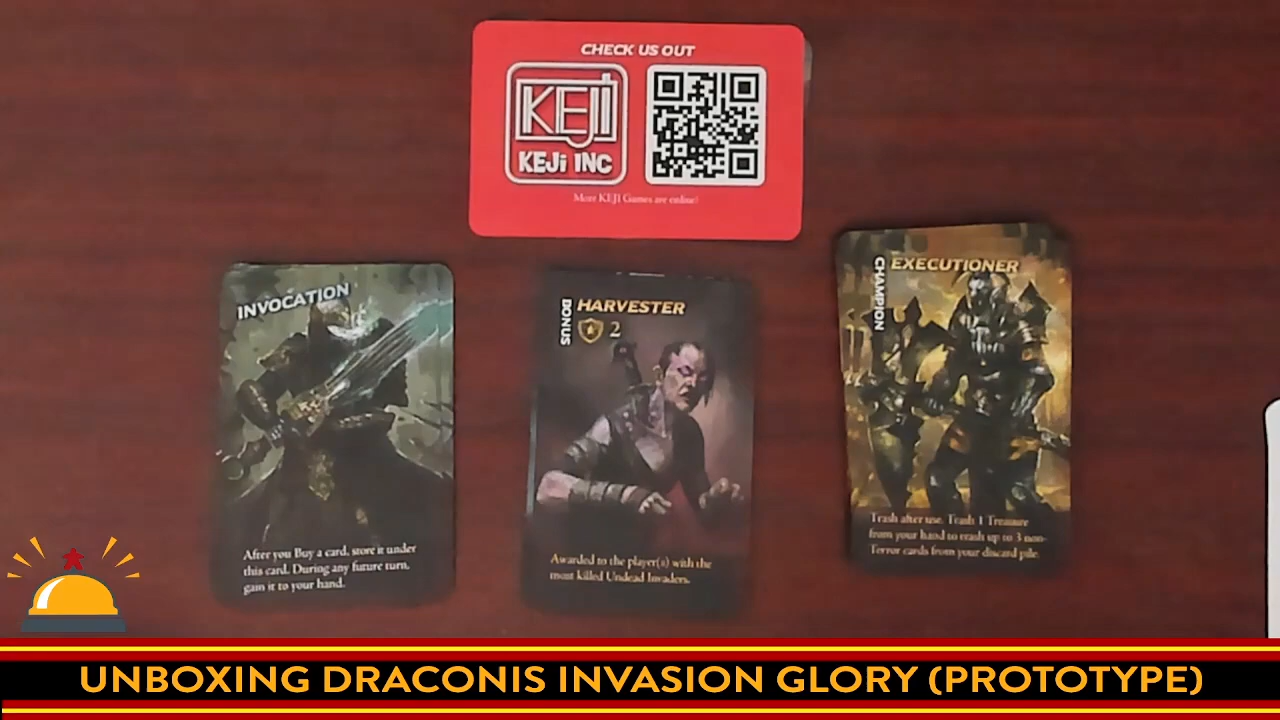 CHECK US OUT
KEJI
KEJi INC
More KEJI Games are online!
INVOCATION
After you Buy a card, store it under
this card. During any future turn,
gain it to your hand.
BONUS
HARVESTER
2
Awarded to the player(s) with the
most killed Undead Invaders.
CHAMPION
EXECUTIONER
Trash after use. Trash 1 Treasure
from your hand to trash up to 3 non-
Terror cards from your discard pile.
UNBOXING DRACONIS INVASION GLORY (PROTOTYPE)